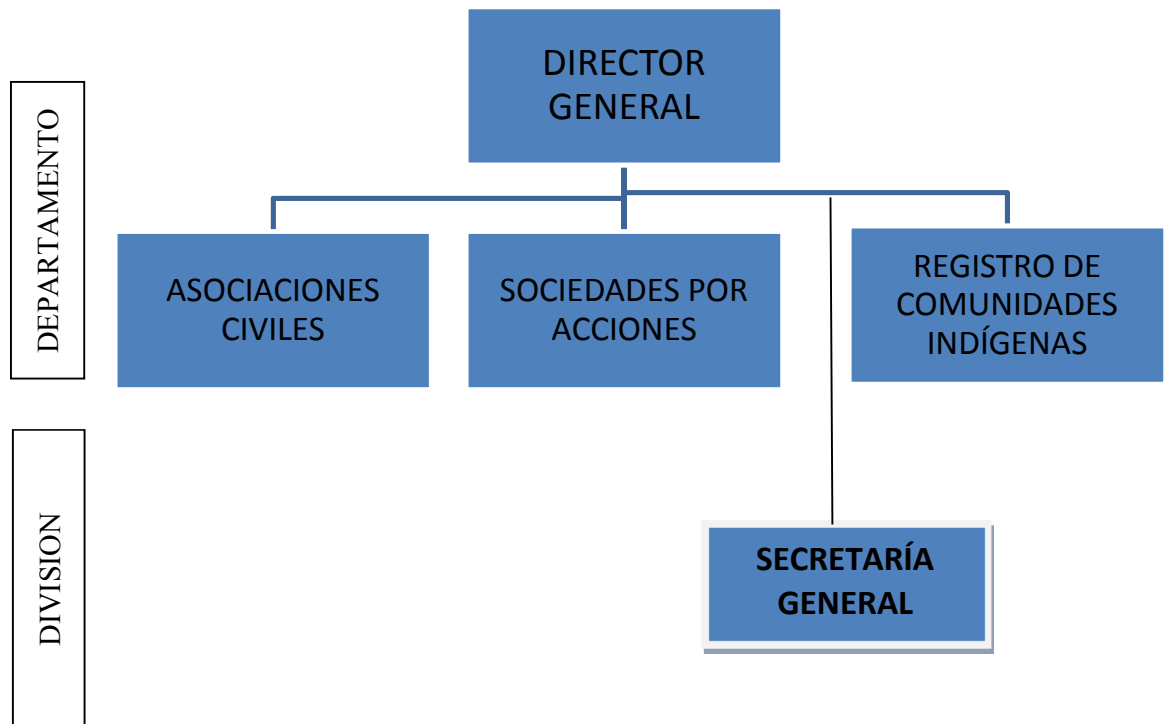 DIRECTOR
GENERAL
DEPARTAMENTO
ASOCIACIONES
CIVILES
SOCIEDADES POR
ACCIONES
REGISTRO DE
COMUNIDADES
INDÍGENAS
DIVISION
SECRETARÍA
GENERAL